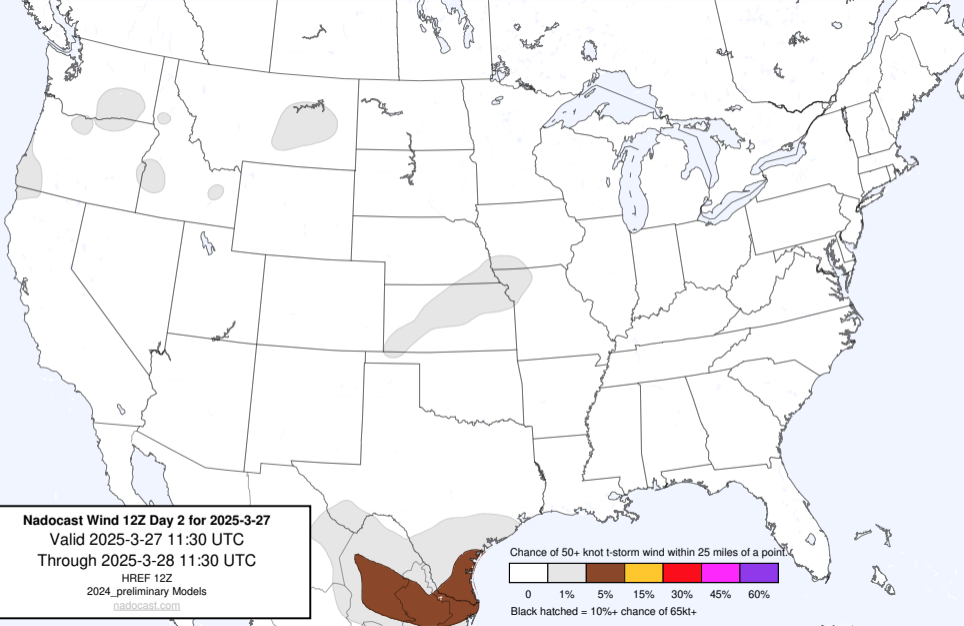 Nadocast Wind 12Z Day 2 for 2025-3-27
Valid 2025-3-27 11:30 UTC
Through 2025-3-28 11:30 UTC
HREF 12Z
2024_preliminary Models
nadocast.com
Chance of 50+ knot t-storm wind within 25 miles of a point.
0 1% 5% 15% 30% 45% 60%
Black hatched = 10%+ chance of 65kt+